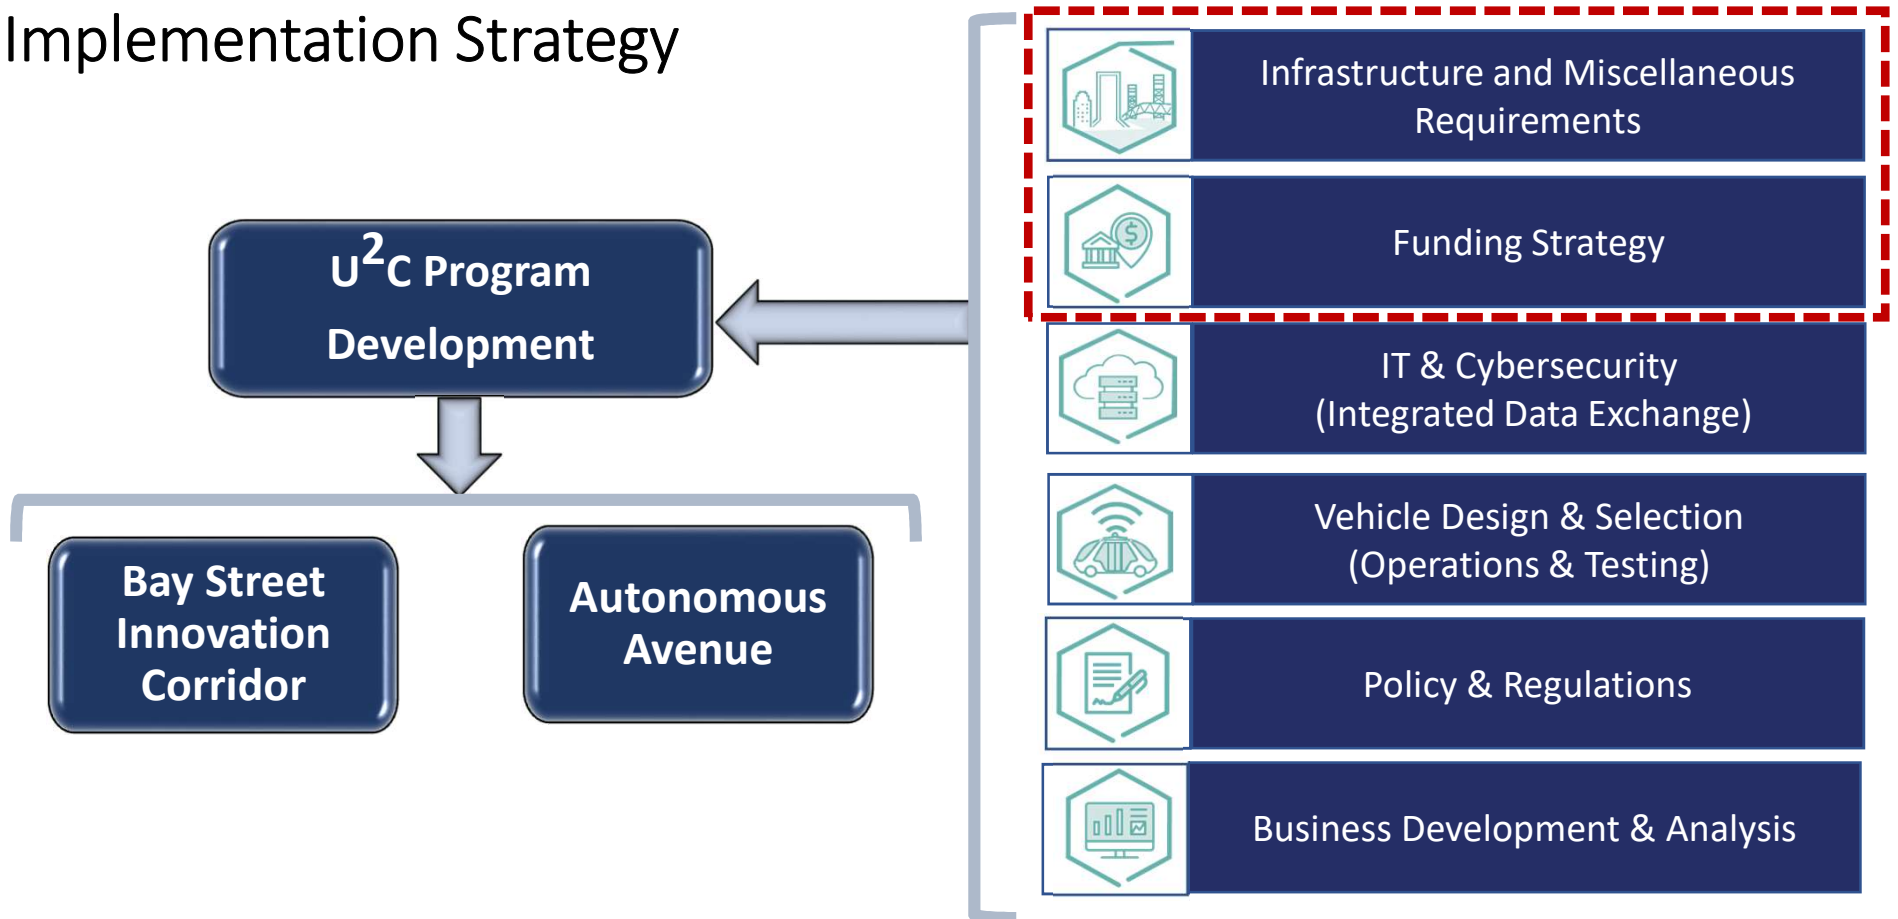 Implementation Strategy
U²C Program
Development
Bay Street
Innovation
Corridor
Autonomous
Avenue
Infrastructure and Miscellaneous
Requirements
Funding Strategy
IT & Cybersecurity
(Integrated Data Exchange)
Vehicle Design & Selection
(Operations & Testing)
Policy & Regulations
Business Development & Analysis